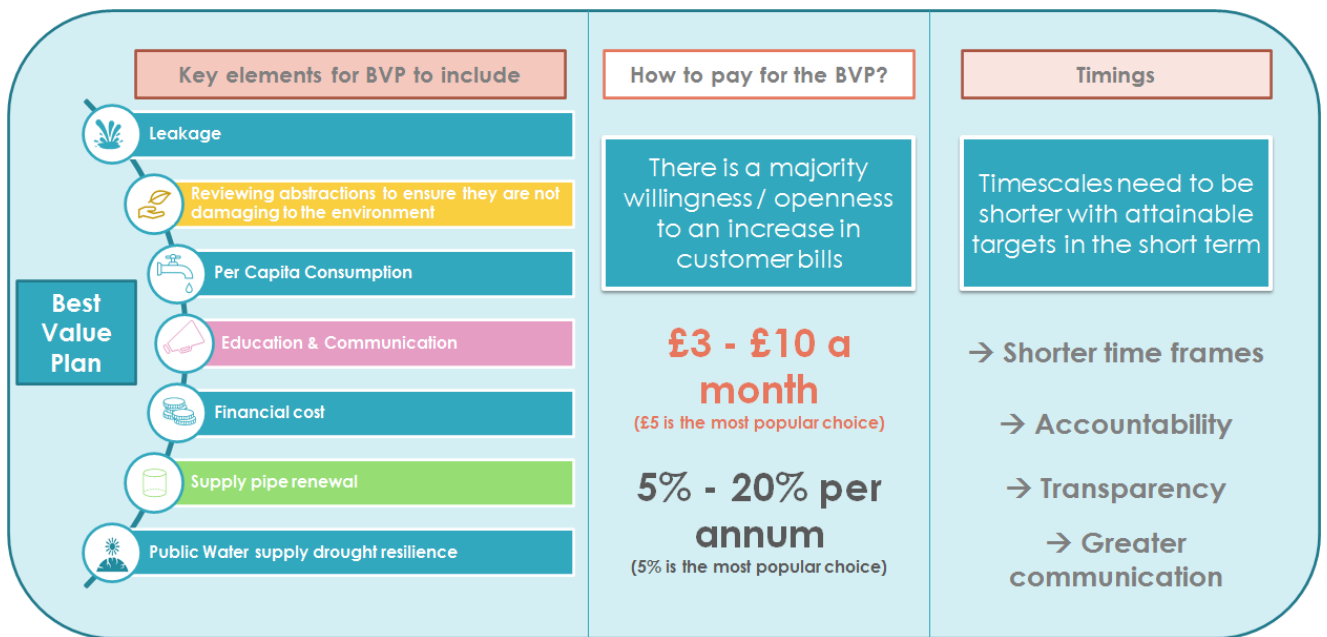 Best
Value
Plan
Key elements for BVP to include
Leakage
Reviewing abstractions to ensure they are not
damaging to the environment
Per Capita Consumption
Education & Communication
Financial cost
Supply pipe renewal
Public Water supply drought resilience
How to pay for the BVP?
There is a majority
willingness / openness
to an increase in
customer bills
£3 - £10 a
month
(£5 is the most popular choice)
5% - 20% per
annum
(5% is the most popular choice)
Timings
Timescales need to be
shorter with attainable
targets in the short term
→ Shorter time frames
→ Accountability
→ Transparency
→ Greater
communication